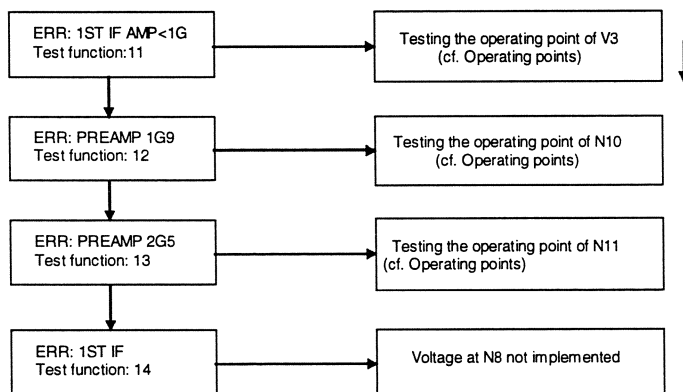 ERR: 1ST IF AMP<1G
Test function:11
Testing the operating point of V3
(cf. Operating points)
ERR: PREAMP 1G9
Test function: 12
Testing the operating point of N10
(cf. Operating points)
ERR: PREAMP 2G5
Test function: 13
Testing the operating point of N11
(cf. Operating points)
ERR: 1ST IF
Test function: 14
Voltage at N8 not implemented